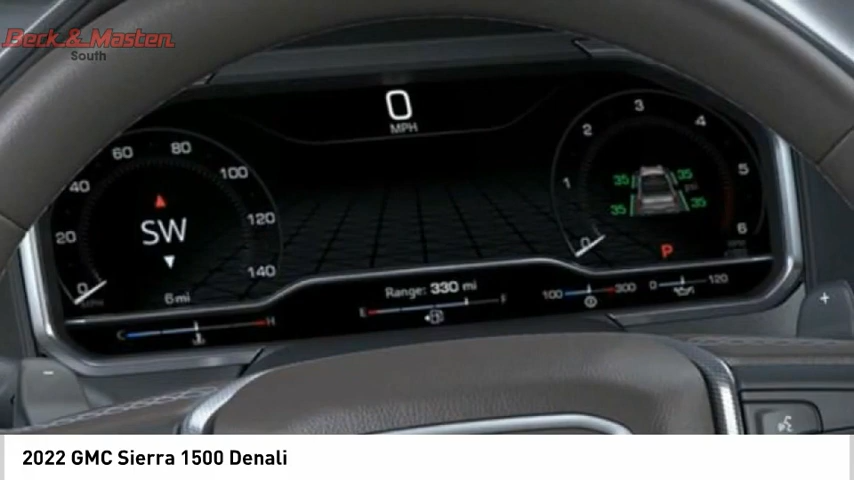 Beck & Masten
South
0
MPH
0 20 40 60 80 100 120 140
MPH
SW
6 mi
0 1 2 3 4 5 6
35 35
psi
35 35
P
C H
Range: 330 mi
E F
100 300
0 120
+
-
2022 GMC Sierra 1500 Denali